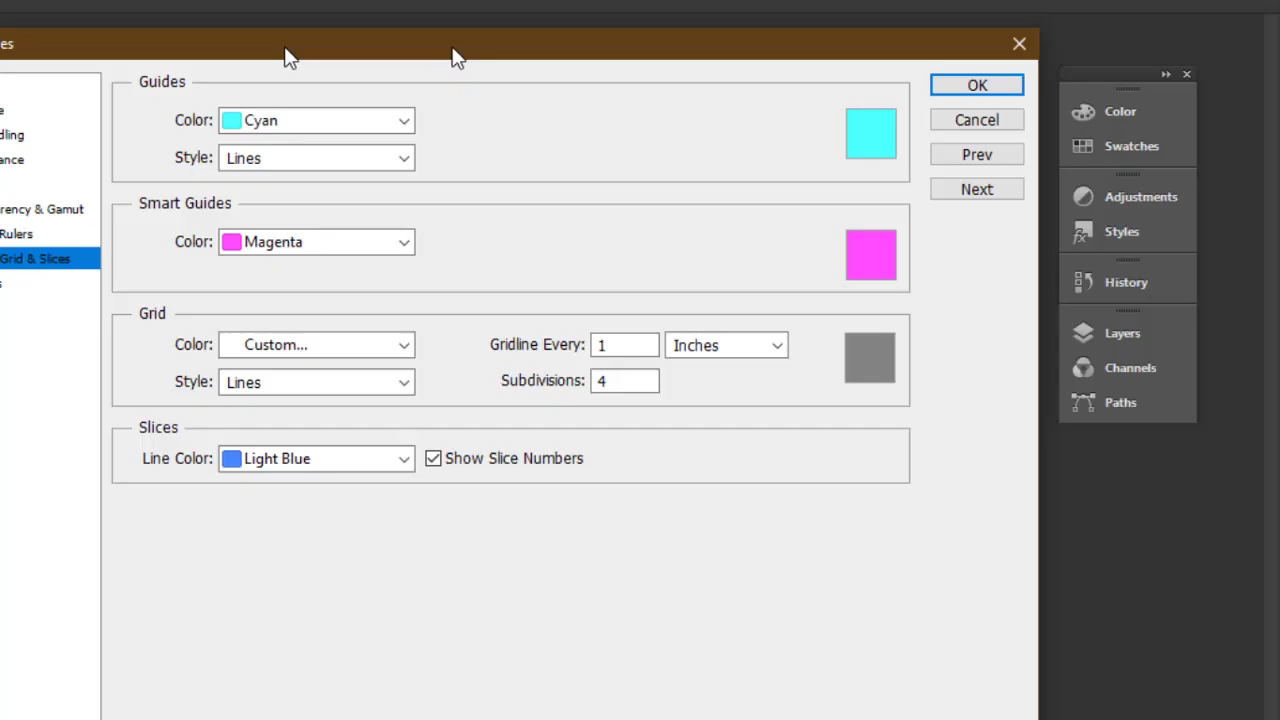 es
Guides
Color: Cyan
Style: Lines
OK
Cancel
Prev
Next
Smart Guides
Color: Magenta
Grid
Color: Custom...
Gridline Every: 1 Inches
Style: Lines
Subdivisions: 4
Slices
Line Color: Light Blue
Show Slice Numbers
e
dling
ance
rency & Gamut
Rulers
Grid & Slices
s
Color
Swatches
Adjustments
Styles
History
Layers
Channels
Paths